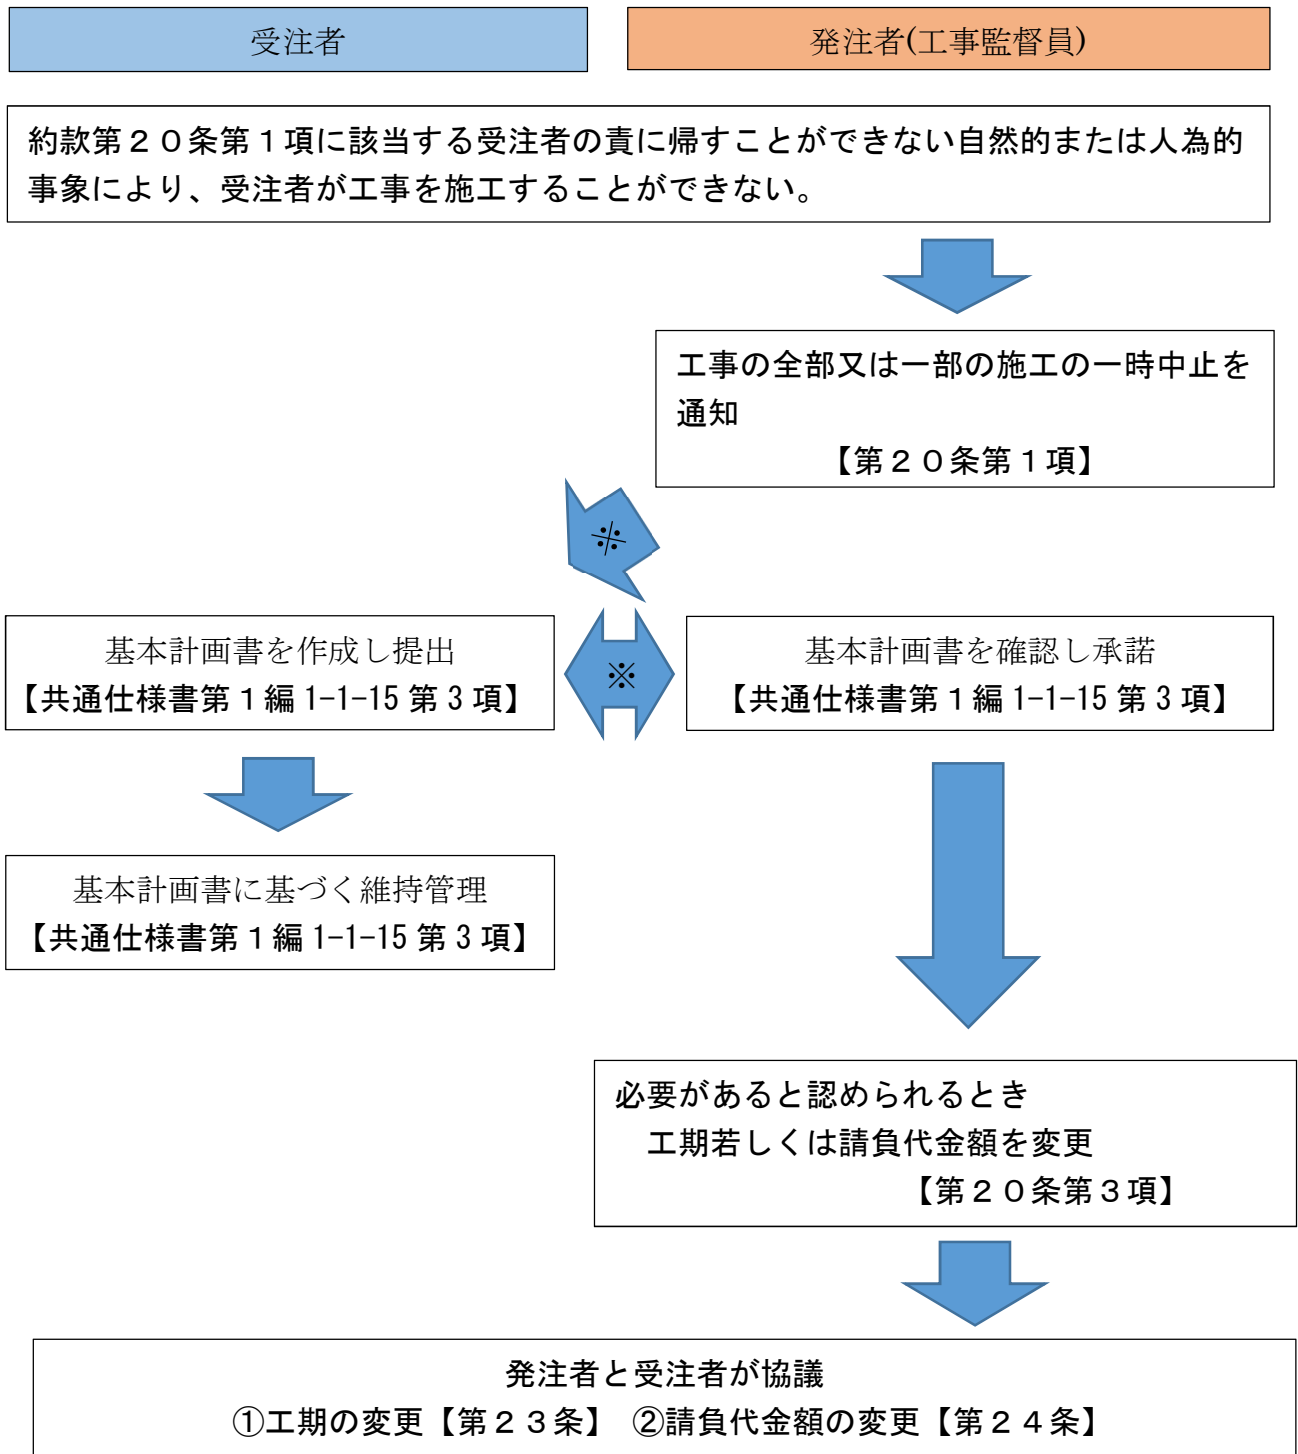 受注者
発注者(工事監督員)
約款第２０条第１項に該当する受注者の責に帰すことができない自然的または人為的
事象により、受注者が工事を施工することができない。
工事の全部又は一部の施工の一時中止を
通知
【第２０条第１項】
※
基本計画書を作成し提出
【共通仕様書第１編 1-1-15 第３項】
※
基本計画書を確認し承諾
【共通仕様書第１編 1-1-15 第３項】
基本計画書に基づく維持管理
【共通仕様書第１編 1-1-15 第３項】
必要があると認められるとき
工期若しくは請負代金額を変更
【第２０条第３項】
発注者と受注者が協議
①工期の変更【第２３条】　②請負代金額の変更【第２４条】